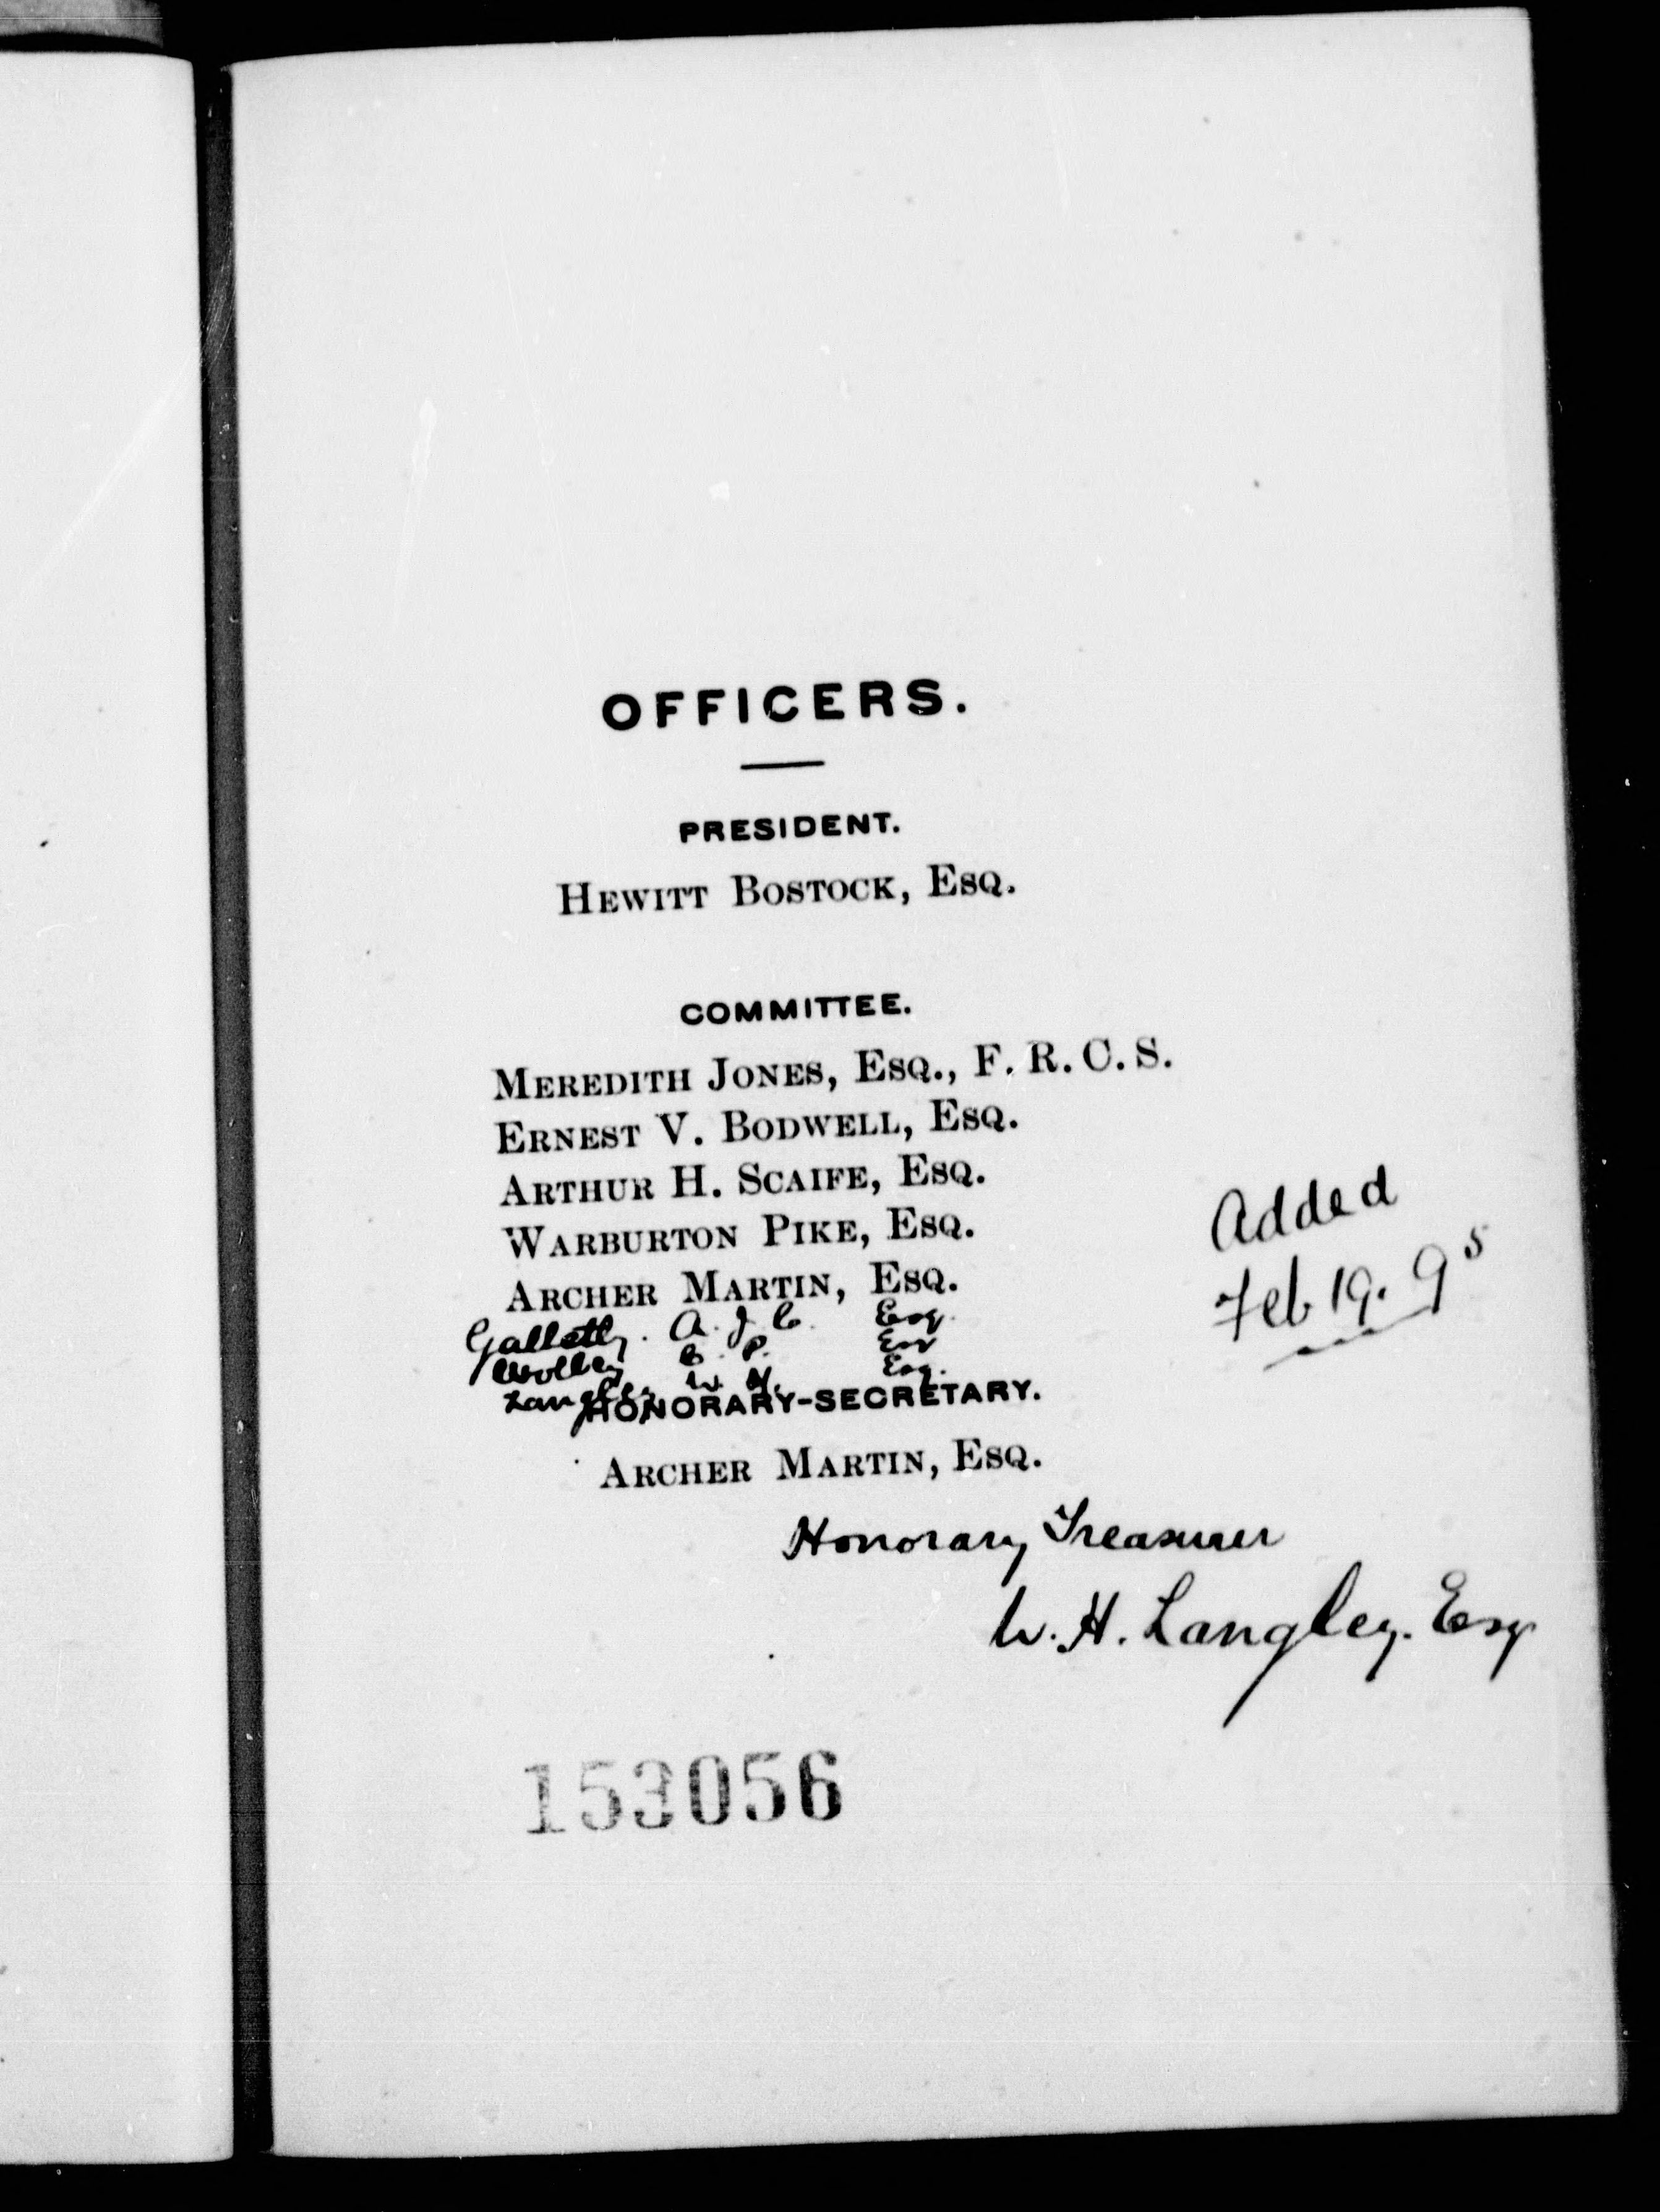 OFFICERS.
PRESIDENT.
HEWITT BOSTOCK, ESQ.
COMMITTEE.
MEREDITH JONES, ESQ., F. R. C. S.
ERNEST V. BODWELL, ESQ.
ARTHUR H. SCAIFE, ESQ.
WARBURTON PIKE, ESQ.
ARCHER MARTIN, ESQ.
Galletly. A. J. C. Esq.
Wolley C. P. Esq
Langley W. H. Esq.
Added
Feb 19. 95
HONORARY-SECRETARY.
ARCHER MARTIN, ESQ.
Honorary Treasurer
W. H. Langley. Esq
153056